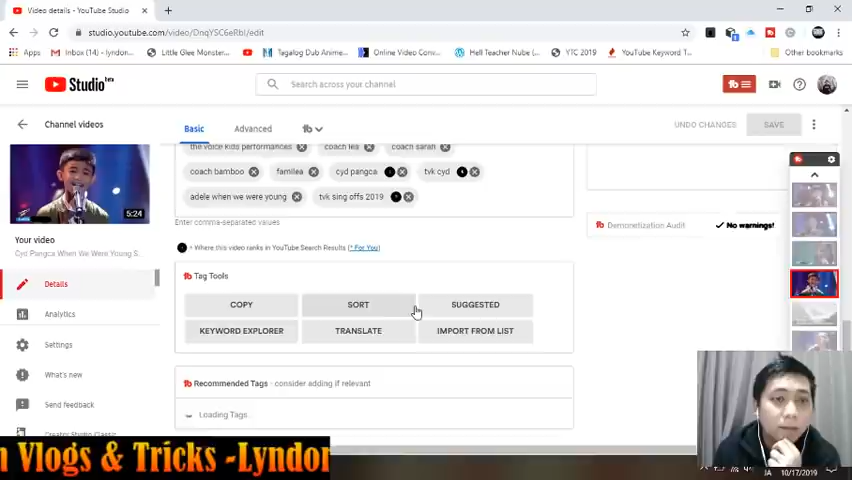 Video details - YouTube Studio
studio.youtube.com/video/DnqYSC6eRbI/edit
Apps
Inbox (14) - lyndon...
Little Glee Monster...
Tagalog Dub Anime...
Online Video Conv...
Hell Teacher Nube (...
YTC 2019
YouTube Keyword T...
Other bookmarks
Studio beta
Search across your channel
Channel videos
Basic
Advanced
UNDO CHANGES
SAVE
the voice kids performances
coach lea
coach sarah
coach bamboo
familea
cyd pangca
tvk cyd
adele when we were young
tvk sing offs 2019
5:24
Enter comma-separated values
Demonetization Audit
No warnings!
Your video
Cyd Pangca When We Were Young S...
= Where this video ranks in YouTube Search Results (* For You)
Tag Tools
Details
COPY
SORT
SUGGESTED
Analytics
KEYWORD EXPLORER
TRANSLATE
IMPORT FROM LIST
Settings
What's new
Recommended Tags - consider adding if relevant
Send feedback
Loading Tags.
Creator Studio Classic
n Vlogs & Tricks -Lyndon
10/17/2019